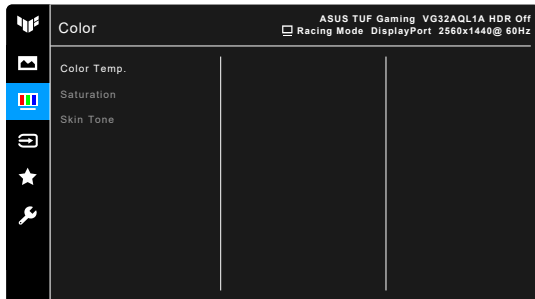 Color
ASUS TUF Gaming VG32AQL1A HDR Off
Racing Mode DisplayPort 2560x1440@ 60Hz
Color Temp.
Saturation
Skin Tone